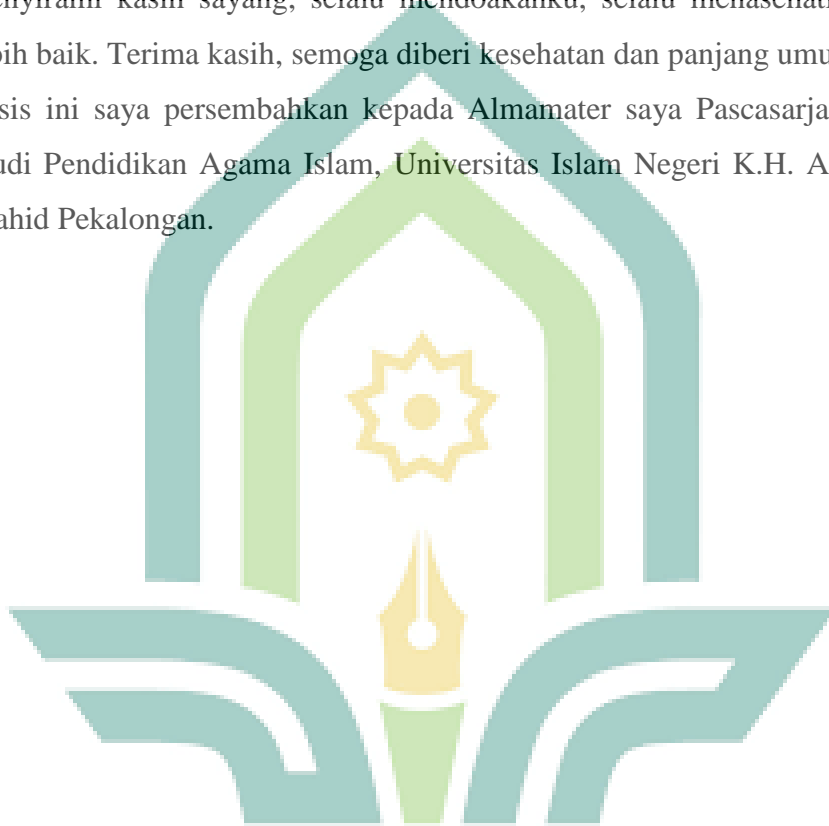 enyirami kasih sayang, selalu mendoakanku, selalu menasehati
bih baik. Terima kasih, semoga diberi kesehatan dan panjang umu
sis ini saya persembahkan kepada Almamater saya Pascasarja
udi Pendidikan Agama Islam, Universitas Islam Negeri K.H. A
ahid Pekalongan.